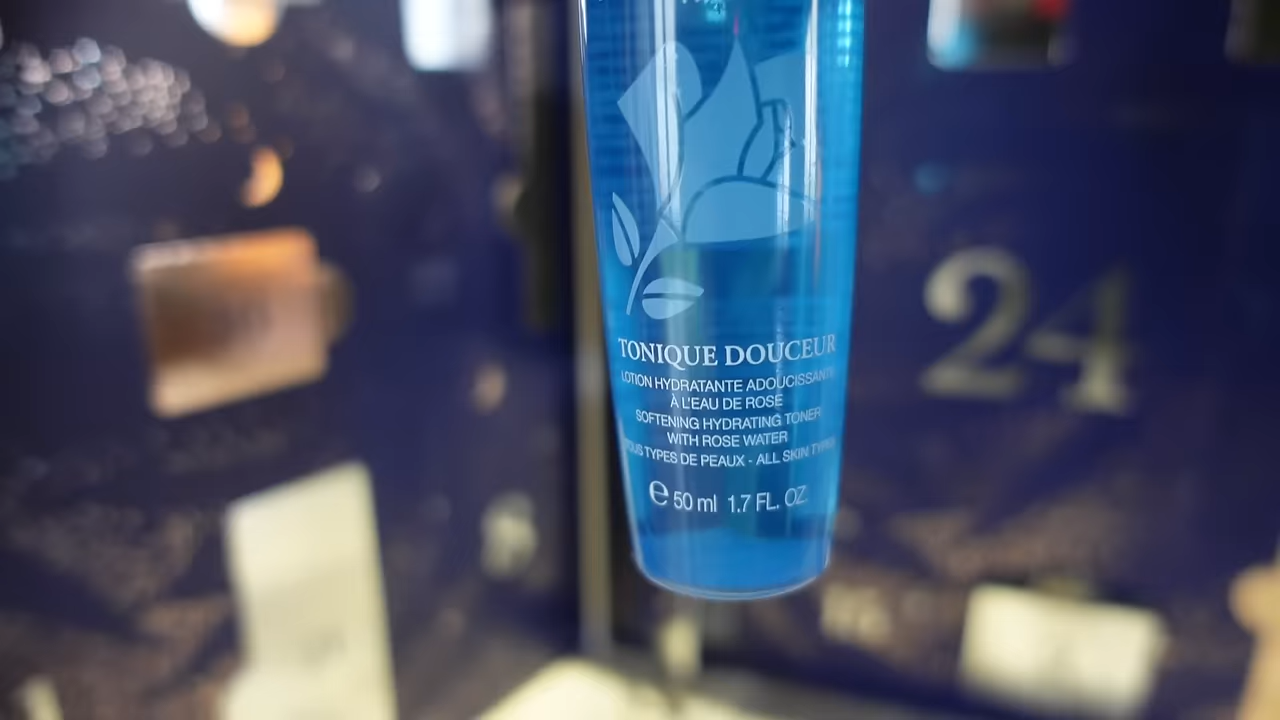 TONIQUE DOUCEUR
LOTION HYDRATANTE ADOUCISSANTE
À L'EAU DE ROSE
SOFTENING HYDRATING TONER
WITH ROSE WATER
TOUS TYPES DE PEAUX - ALL SKIN TYPES
e 50 ml 1.7 FL. OZ.
24